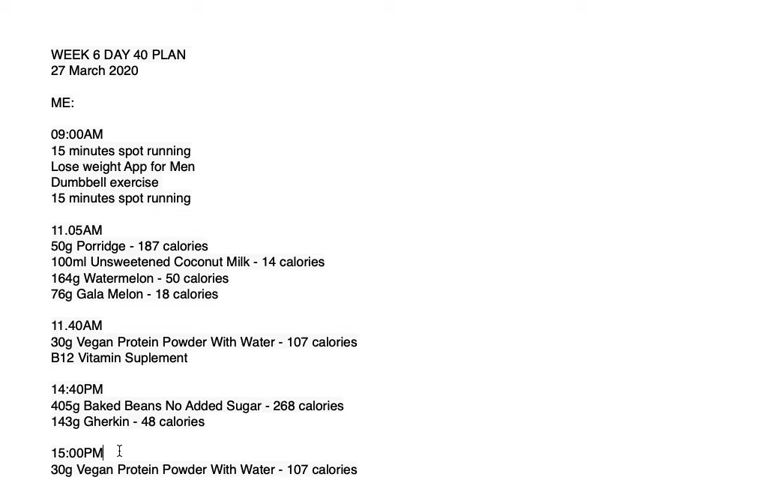 WEEK 6 DAY 40 PLAN
27 March 2020
ME:
09:00AM
15 minutes spot running
Lose weight App for Men
Dumbbell exercise
15 minutes spot running
11.05AM
50g Porridge - 187 calories
100ml Unsweetened Coconut Milk - 14 calories
164g Watermelon - 50 calories
76g Gala Melon - 18 calories
11.40AM
30g Vegan Protein Powder With Water - 107 calories
B12 Vitamin Suplement
14:40PM
405g Baked Beans No Added Sugar - 268 calories
143g Gherkin - 48 calories
15:00PM
30g Vegan Protein Powder With Water - 107 calories